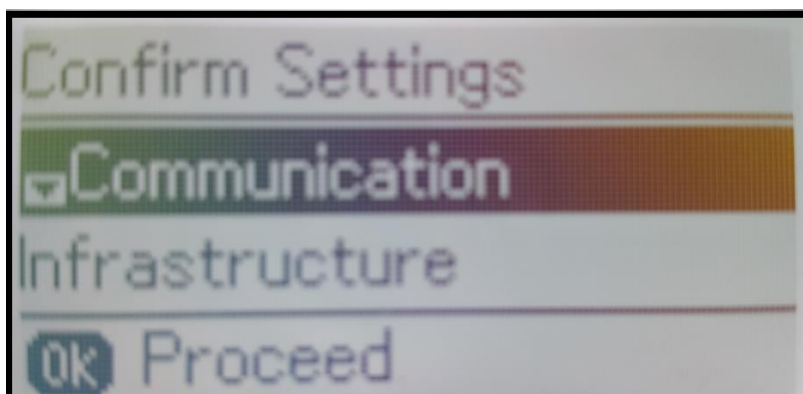 Confirm Settings
Communication
Infrastructure
OK Proceed